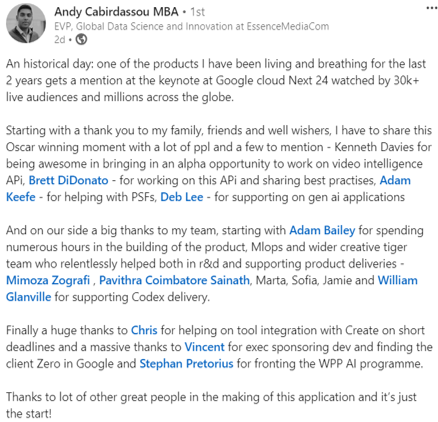 Andy Cabirdassou MBA • 1st
EVP, Global Data Science and Innovation at EssenceMediaCom
2d •
An historical day: one of the products I have been living and breathing for the last
2 years gets a mention at the keynote at Google cloud Next 24 watched by 30k+
live audiences and millions across the globe.
Starting with a thank you to my family, friends and well wishers, I have to share this
Oscar winning moment with a lot of ppl and a few to mention - Kenneth Davies for
being awesome in bringing in an alpha opportunity to work on video intelligence
APi, Brett DiDonato - for working on this APi and sharing best practises, Adam
Keefe - for helping with PSFs, Deb Lee - for supporting on gen ai applications
And on our side a big thanks to my team, starting with Adam Bailey for spending
numerous hours in the building of the product, Mlops and wider creative tiger
team who relentlessly helped both in r&d and supporting product deliveries -
Mimoza Zografi , Pavithra Coimbatore Sainath, Marta, Sofia, Jamie and William
Glanville for supporting Codex delivery.
Finally a huge thanks to Chris for helping on tool integration with Create on short
deadlines and a massive thanks to Vincent for exec sponsoring dev and finding the
client Zero in Google and Stephan Pretorius for fronting the WPP AI programme.
Thanks to lot of other great people in the making of this application and it's just
the start!